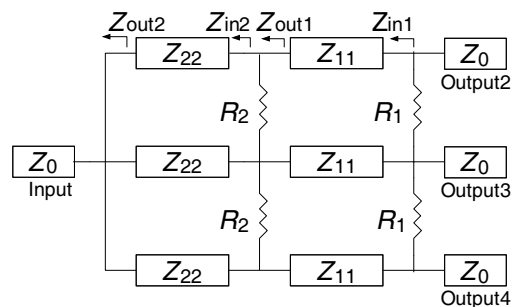 Zout2 Zin2 Zout1 Zin1
Z22 Z11 Z0
Output2
R2 R1
Z0 Z22 Z11 Z0
Input Output3
R2 R1
Z22 Z11 Z0
Output4